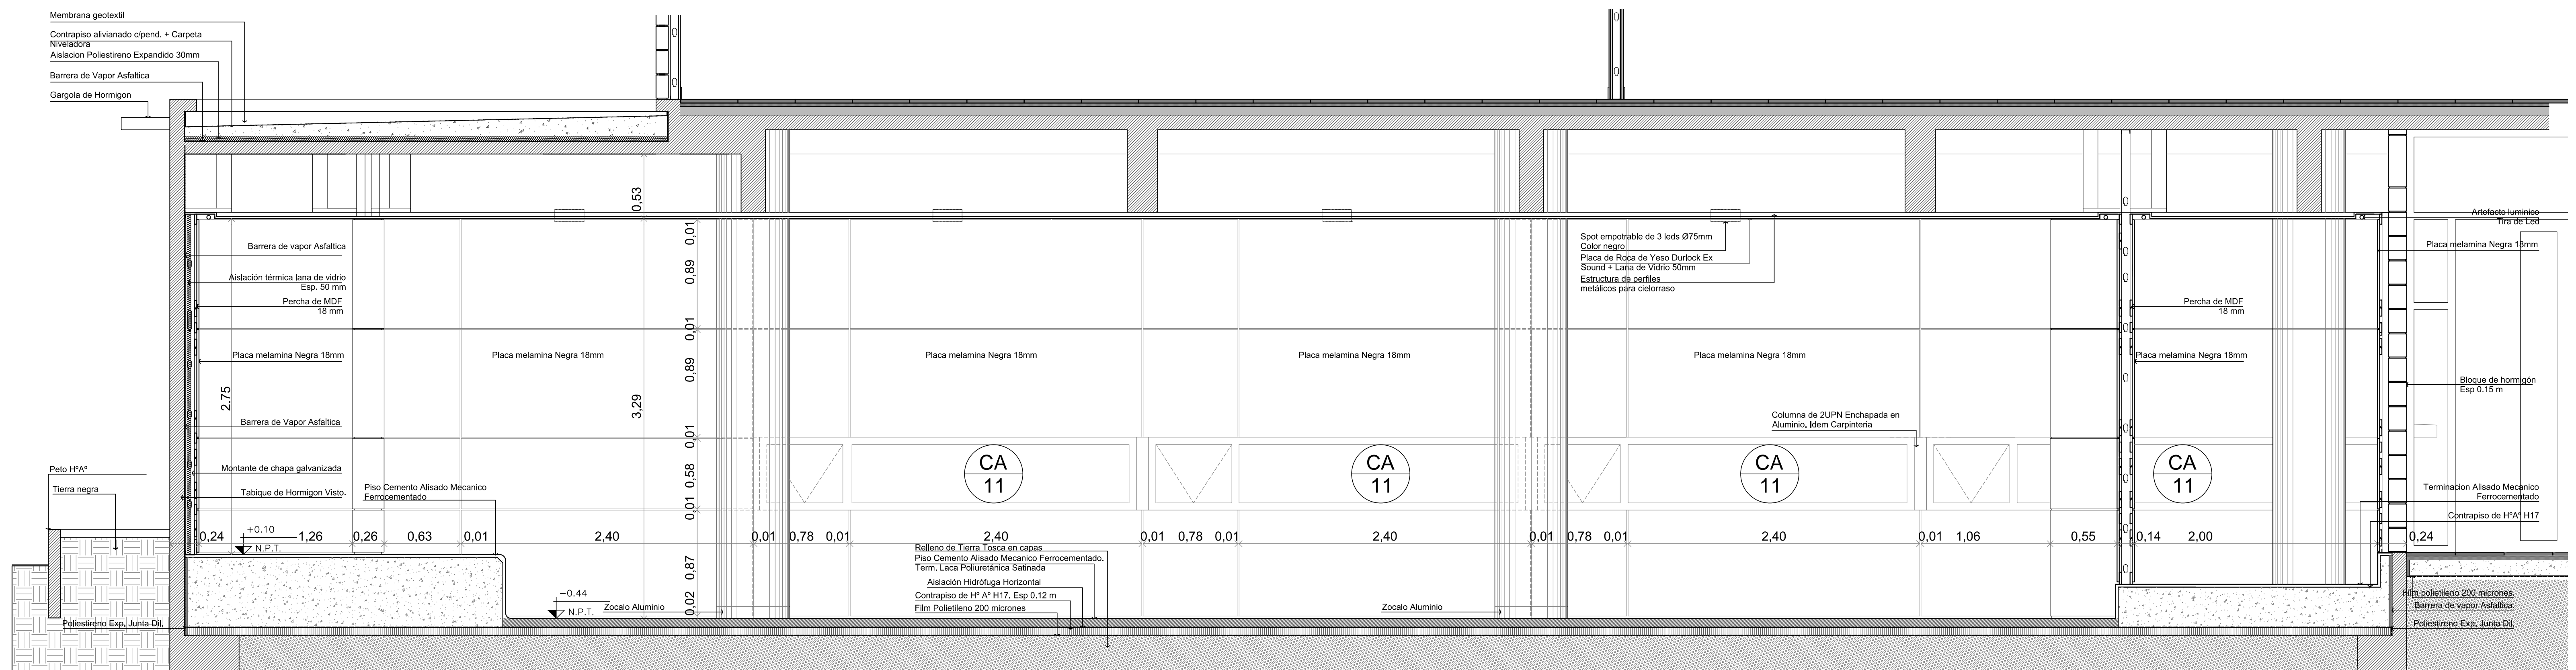 Membrana geotextil
Contrapiso alivianado c/pend. + Carpeta
Niveladora
Aislacion Poliestireno Expandido 30mm
Barrera de Vapor Asfaltica
Gargola de Hormigon
0.53
Barrera de vapor Asfaltica
Aislación térmica lana de vidrio
Esp. 50 mm
Percha de MDF
18 mm
Placa melamina Negra 18mm
2.75
Barrera de Vapor Asfaltica
Montante de chapa galvanizada
Tabique de Hormigon Visto.
Peto HºAº
Tierra negra
Poliestireno Exp. Junta Dil.
Piso Cemento Alisado Mecanico
Ferrocementado
Placa melamina Negra 18mm
3,29
0,01
0,89
0,01
0,89
0,01
0,58
0,01
0,87
0,02
Placa melamina Negra 18mm
Placa melamina Negra 18mm
Placa melamina Negra 18mm
Spot empotrable de 3 leds Ø75mm
Color negro
Placa de Roca de Yeso Durlock Ex
Sound + Lana de Vidrio 50mm
Estructura de perfiles
metálicos para cielorraso
Columna de 2UPN Enchapada en
Aluminio, Idem Carpinteria
CA
11
CA
11
CA
11
CA
11
Artefacto luminico
Tira de Led
Placa melamina Negra 18mm
Percha de MDF
18 mm
Placa melamina Negra 18mm
Bloque de hormigón
Esp 0.15 m
Terminacion Alisado Mecanico
Ferrocementado
Contrapiso de HºAº H17
0,24
+0.10
N.P.T.
1,26
0,26
0,63
0,01
2,40
0,01
0,78
0,01
2,40
0,01
0,78
0,01
2,40
0,01
0,78
0,01
2,40
0,01
1,06
0,55
0,14
2,00
0,24
−0.44
N.P.T.
Zocalo Aluminio
Relleno de Tierra Tosca en capas
Piso Cemento Alisado Mecanico Ferrocementado.
Term. Laca Poliuretánica Satinada
Aislación Hidrófuga Horizontal
Contrapiso de Hº Aº H17, Esp 0.12 m
Film Polietileno 200 micrones
Zocalo Aluminio
Film polietileno 200 micrones.
Barrera de vapor Asfaltica.
Poliestireno Exp. Junta Dil.